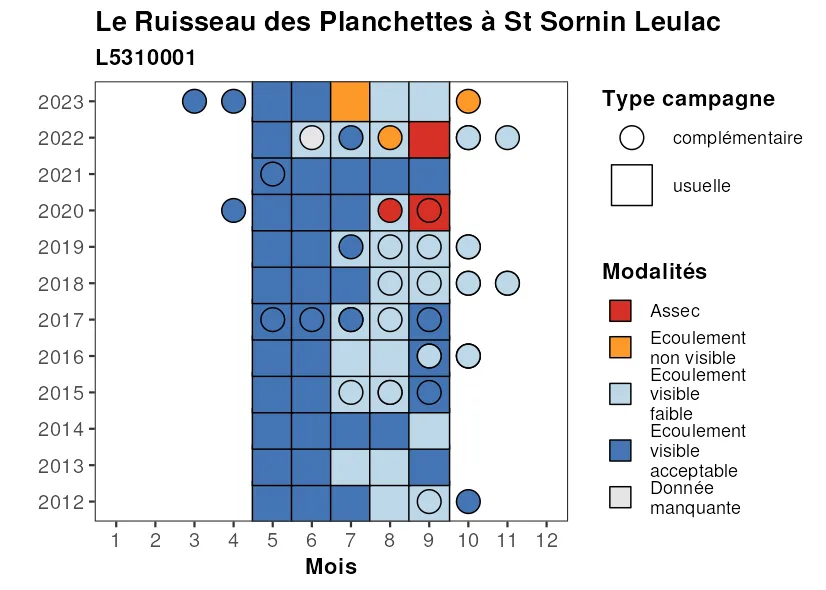 Le Ruisseau des Planchettes à St Sornin Leulac
L5310001
2023
2022
2021
2020
2019
2018
2017
2016
2015
2014
2013
2012
1 2 3 4 5 6 7 8 9 10 11 12
Mois
Type campagne
complémentaire
usuelle
Modalités
Assec
Ecoulement
non visible
Ecoulement
visible
faible
Ecoulement
visible
acceptable
Donnée
manquante